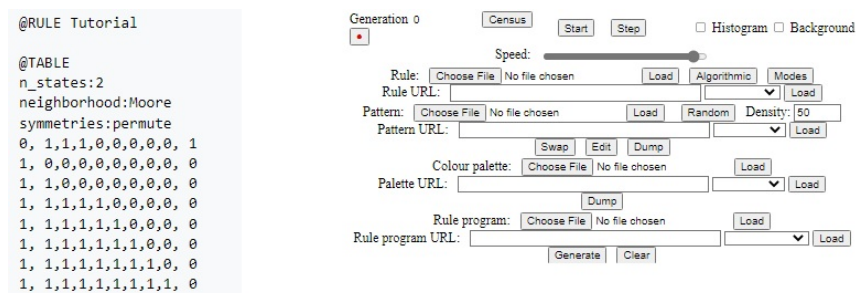 @RULE Tutorial
@TABLE
n_states:2
neighborhood:Moore
symmetries:permute
0, 1,1,1,0,0,0,0,0, 1
1, 0,0,0,0,0,0,0,0, 0
1, 1,0,0,0,0,0,0,0, 0
1, 1,1,1,1,0,0,0,0, 0
1, 1,1,1,1,1,0,0,0, 0
1, 1,1,1,1,1,1,0,0, 0
1, 1,1,1,1,1,1,1,0, 0
1, 1,1,1,1,1,1,1,1, 0
Generation 0 Census Start Step Histogram Background
Speed:
Rule: Choose File No file chosen Load Algorithmic Modes
Rule URL: Load
Pattern: Choose File No file chosen Load Random Density: 50
Pattern URL: Load
Swap Edit Dump
Colour palette: Choose File No file chosen Load
Palette URL: Load
Dump
Rule program: Choose File No file chosen Load
Rule program URL: Load
Generate Clear